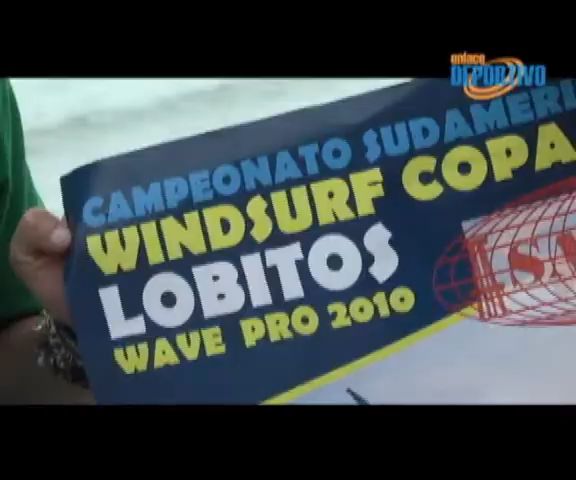 enlace
DEPORTIVO
CAMPEONATO SUDAMERI
WINDSURF COPA
LOBITOS
WAVE PRO 2010